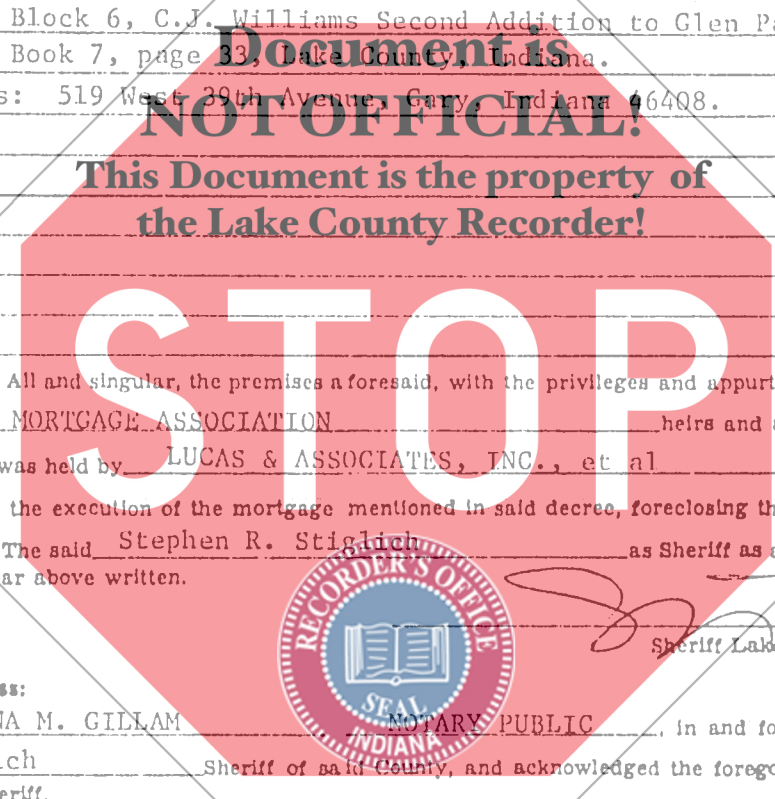 Block 6, C.J. Williams Second Addition to Glen Pa
Book 7, page 33, Lake County, Indiana.
s: 519 West 39th Avenue, Gary, Indiana 46408.
Document is
NOT OFFICIAL!
This Document is the property of
the Lake County Recorder!
STOP
All and singular, the premises aforesaid, with the privileges and appurt
MORTGAGE ASSOCIATION heirs and a
was held by LUCAS & ASSOCIATES, INC., et al
the execution of the mortgage mentioned in said decree, foreclosing th
The said Stephen R. Stiglich as Sheriff as a
ar above written.
Sheriff Lak
RECORDER'S OFFICE
SEAL
INDIANA
ss:
NA M. GILLAM, NOTARY PUBLIC, in and fo
ich Sheriff of said County, and acknowledged the forego
eriff.